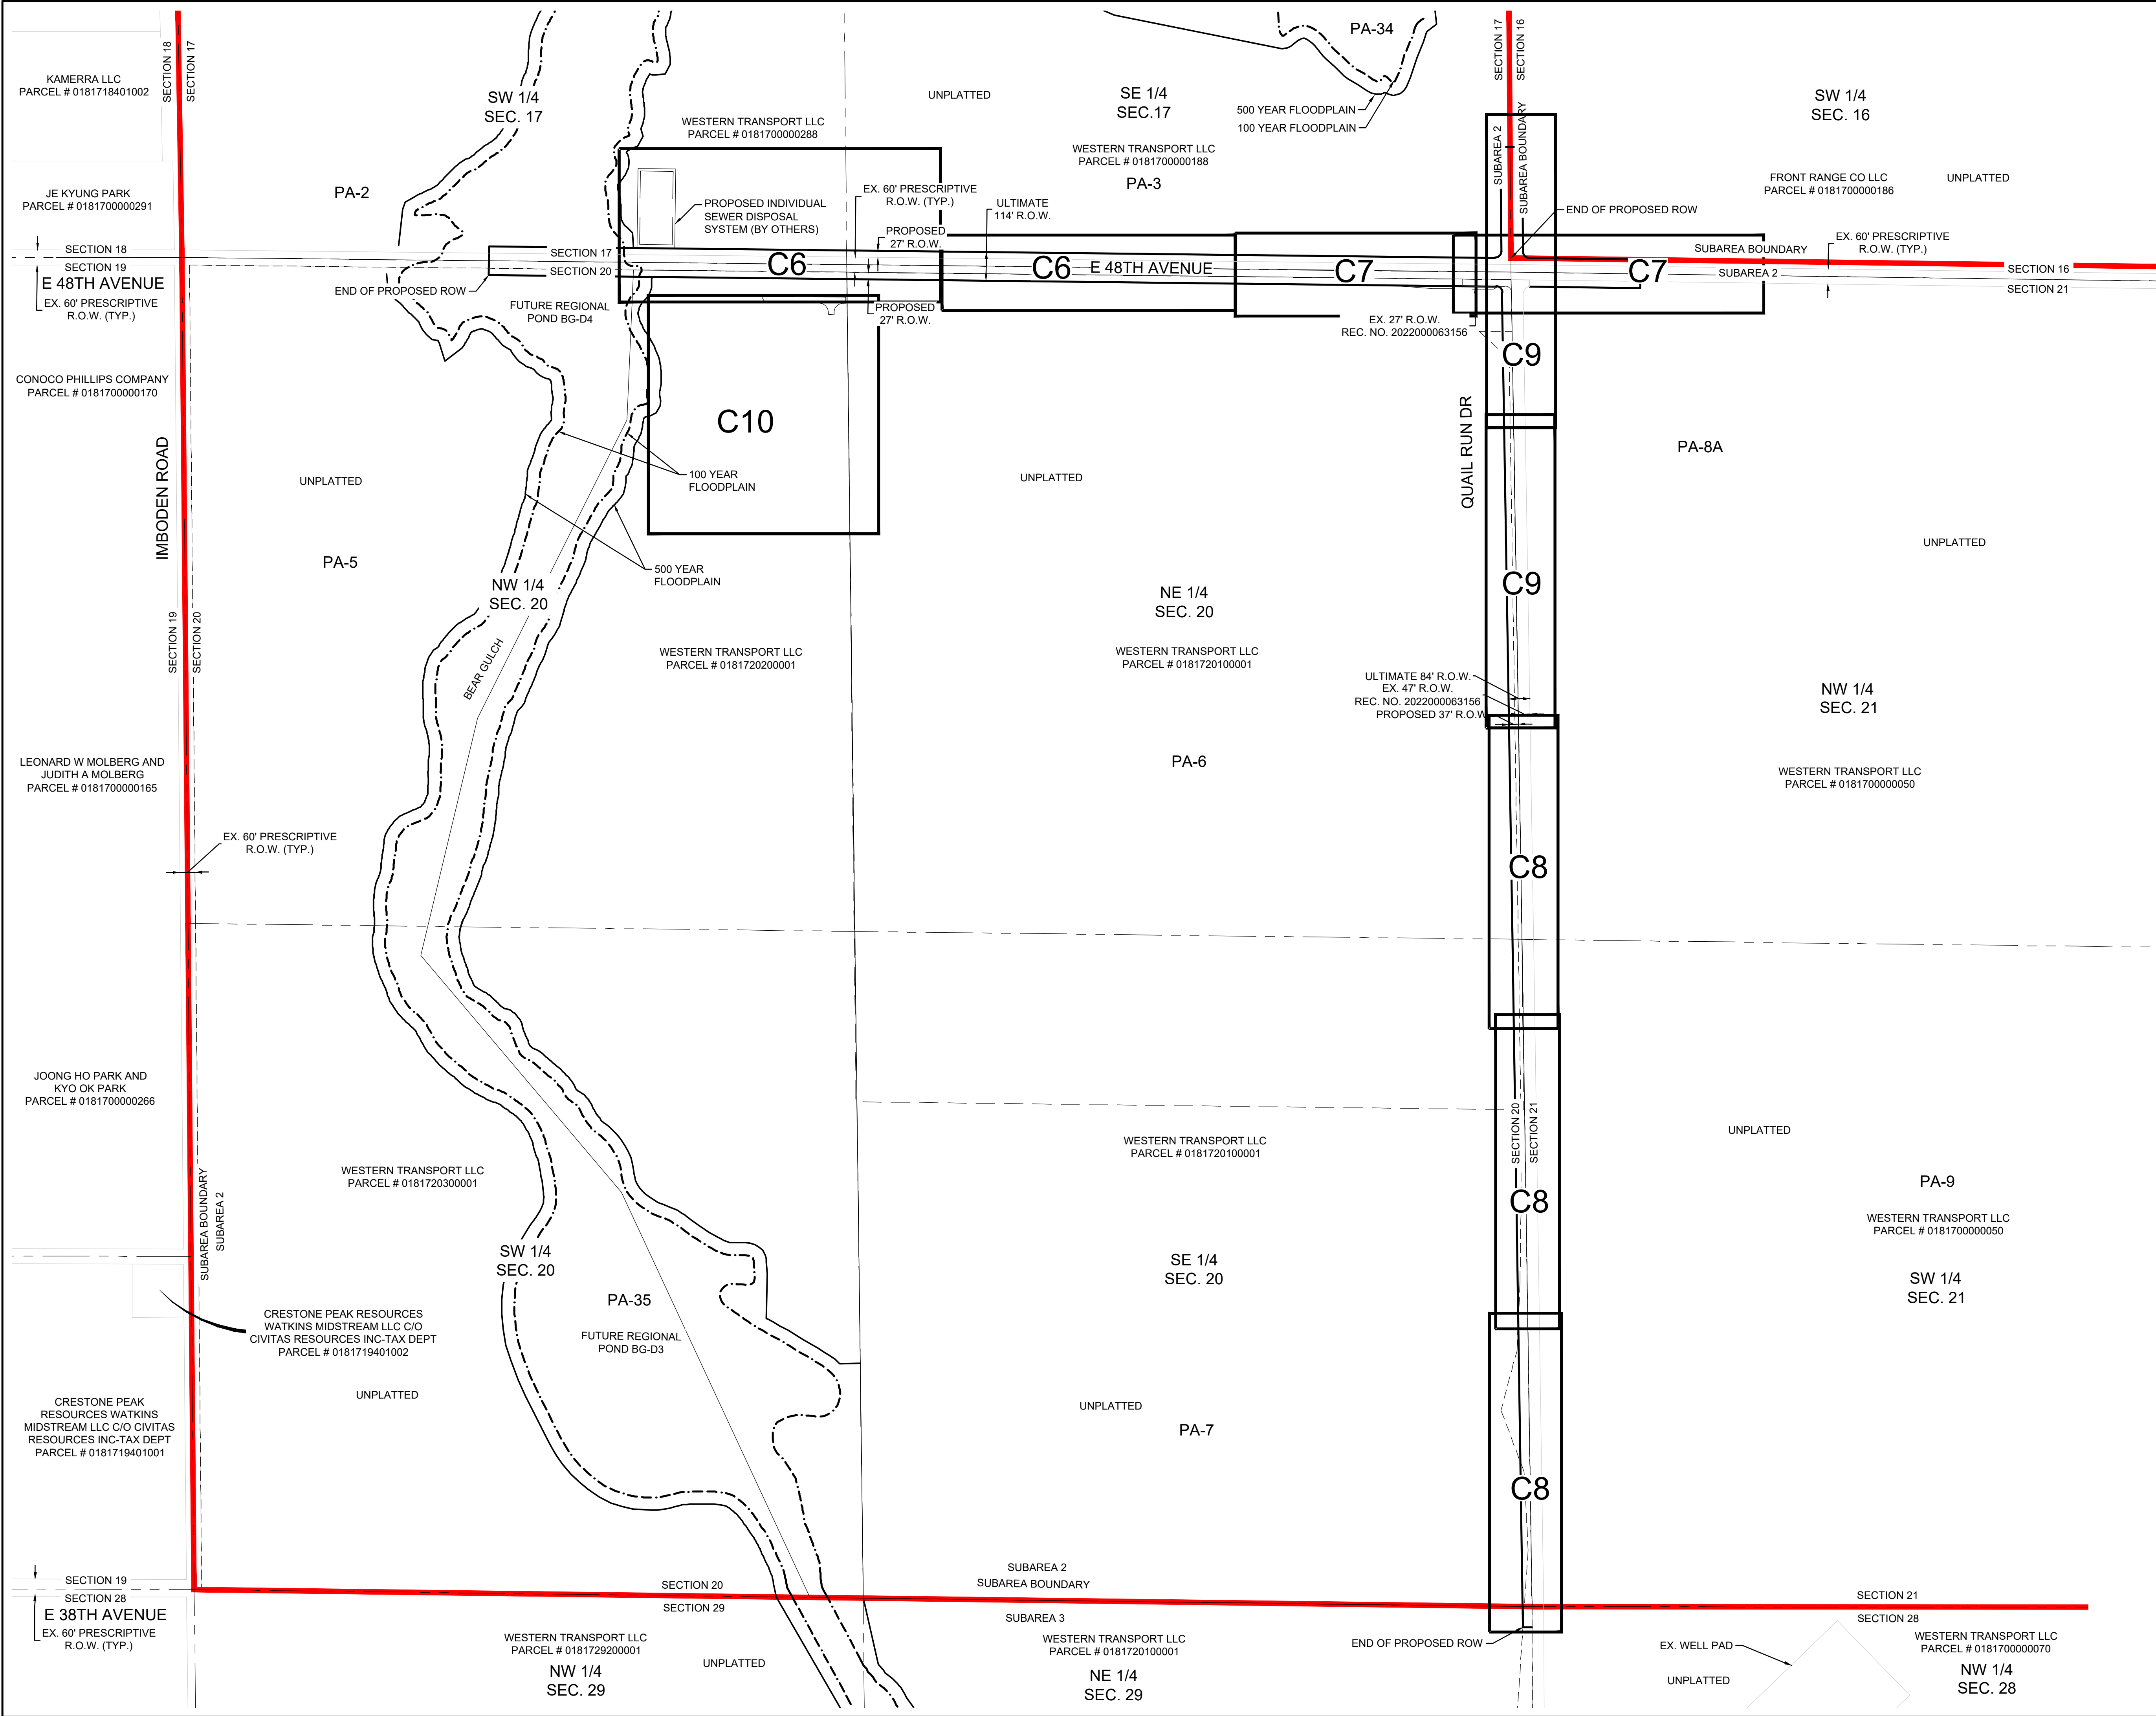 KAMERRA LLC
PARCEL # 0181718401002
SECTION 18
SECTION 17
SW 1/4
SEC. 17
WESTERN TRANSPORT LLC
PARCEL # 0181700000288
UNPLATTED
SE 1/4
SEC.17
WESTERN TRANSPORT LLC
PARCEL # 0181700000188
PA-3
PA-34
500 YEAR FLOODPLAIN
100 YEAR FLOODPLAIN
SECTION 17
SECTION 16
SUBAREA 2
SUBAREA BOUNDARY
SW 1/4
SEC. 16
FRONT RANGE CO LLC
PARCEL # 0181700000186
UNPLATTED
JE KYUNG PARK
PARCEL # 0181700000291
PA-2
PROPOSED INDIVIDUAL
SEWER DISPOSAL
SYSTEM (BY OTHERS)
EX. 60' PRESCRIPTIVE
R.O.W. (TYP.)
ULTIMATE
114' R.O.W.
PROPOSED
27' R.O.W.
END OF PROPOSED ROW
SUBAREA BOUNDARY
EX. 60' PRESCRIPTIVE
R.O.W. (TYP.)
SECTION 18
SECTION 19
E 48TH AVENUE
EX. 60' PRESCRIPTIVE
R.O.W. (TYP.)
SECTION 17
SECTION 20
C6
C6
E 48TH AVENUE
C7
C7
SUBAREA 2
SECTION 16
SECTION 21
END OF PROPOSED ROW
FUTURE REGIONAL
POND BG-D4
PROPOSED
27' R.O.W.
EX. 27' R.O.W.
REC. NO. 2022000063156
C9
CONOCO PHILLIPS COMPANY
PARCEL # 0181700000170
IMBODEN ROAD
UNPLATTED
C10
100 YEAR
FLOODPLAIN
UNPLATTED
QUAIL RUN DR
PA-8A
UNPLATTED
PA-5
500 YEAR
FLOODPLAIN
NW 1/4
SEC. 20
NE 1/4
SEC. 20
C9
SECTION 19
SECTION 20
BEAR GULCH
WESTERN TRANSPORT LLC
PARCEL # 0181720200001
WESTERN TRANSPORT LLC
PARCEL # 0181720100001
ULTIMATE 84' R.O.W.
EX. 47' R.O.W.
REC. NO. 2022000063156
PROPOSED 37' R.O.W
NW 1/4
SEC. 21
PA-6
WESTERN TRANSPORT LLC
PARCEL # 0181700000050
LEONARD W MOLBERG AND
JUDITH A MOLBERG
PARCEL # 0181700000165
EX. 60' PRESCRIPTIVE
R.O.W. (TYP.)
C8
JOONG HO PARK AND
KYO OK PARK
PARCEL # 0181700000266
SECTION 20
SECTION 21
UNPLATTED
WESTERN TRANSPORT LLC
PARCEL # 0181720300001
WESTERN TRANSPORT LLC
PARCEL # 0181720100001
PA-9
WESTERN TRANSPORT LLC
PARCEL # 0181700000050
C8
SUBAREA BOUNDARY
SUBAREA 2
SW 1/4
SEC. 20
SE 1/4
SEC. 20
SW 1/4
SEC. 21
PA-35
FUTURE REGIONAL
POND BG-D3
CRESTONE PEAK RESOURCES
WATKINS MIDSTREAM LLC C/O
CIVITAS RESOURCES INC-TAX DEPT
PARCEL # 0181719401002
UNPLATTED
UNPLATTED
PA-7
CRESTONE PEAK
RESOURCES WATKINS
MIDSTREAM LLC C/O CIVITAS
RESOURCES INC-TAX DEPT
PARCEL # 0181719401001
C8
SECTION 19
SECTION 28
E 38TH AVENUE
EX. 60' PRESCRIPTIVE
R.O.W. (TYP.)
SECTION 20
SECTION 29
SUBAREA 2
SUBAREA BOUNDARY
SUBAREA 3
SECTION 21
SECTION 28
WESTERN TRANSPORT LLC
PARCEL # 0181729200001
NW 1/4
SEC. 29
UNPLATTED
WESTERN TRANSPORT LLC
PARCEL # 0181720100001
NE 1/4
SEC. 29
END OF PROPOSED ROW
EX. WELL PAD
UNPLATTED
WESTERN TRANSPORT LLC
PARCEL # 0181700000070
NW 1/4
SEC. 28